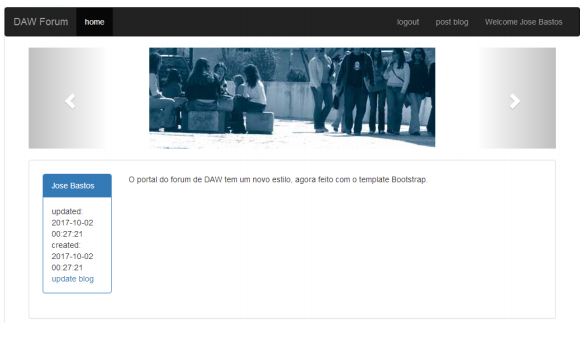 DAW Forum home logout post blog Welcome Jose Bastos
Jose Bastos
O portal do forum de DAW tem um novo estilo, agora feito com o template Bootstrap.
updated:
2017-10-02
00:27:21
created:
2017-10-02
00:27:21
update blog